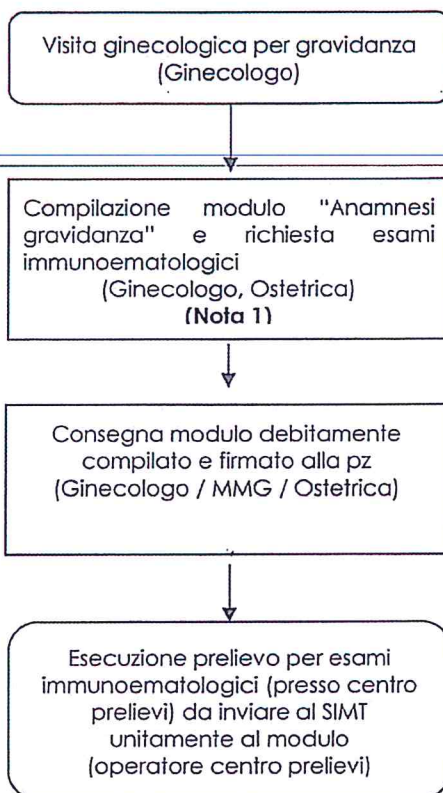 Visita ginecologica per gravidanza
(Ginecologo)
Compilazione modulo "Anamnesi
gravidanza" e richiesta esami
immunoematologici
(Ginecologo, Ostetrica)
(Nota 1)
Consegna modulo debitamente
compilato e firmato alla pz
(Ginecologo / MMG / Ostetrica)
Esecuzione prelievo per esami
immunoematologici (presso centro
prelievi) da inviare al SIMT
unitamente al modulo
(operatore centro prelievi)